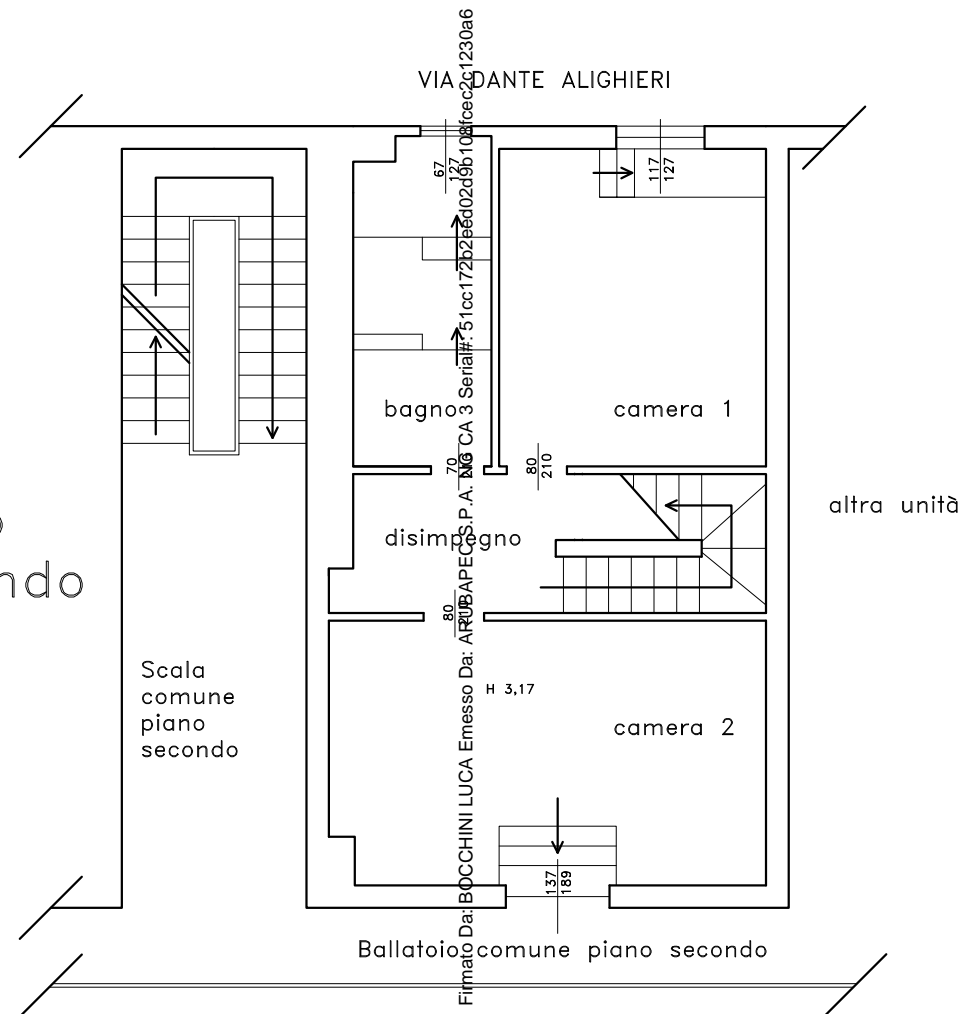 VIA DANTE ALIGHIERI
67
127
117
127
bagno
camera 1
70
80
210
altra unità
disimpegno
ndo
80
210
Scala
comune
piano
secondo
H 3,17
camera 2
137
189
Ballatoio comune piano secondo
Firmato Da: BOCCHINI LUCA Emesso Da: ARUBAPEC S.P.A. NG CA 3 Serial#: 51cc172b2eed02d9b108fcec2c1230a6